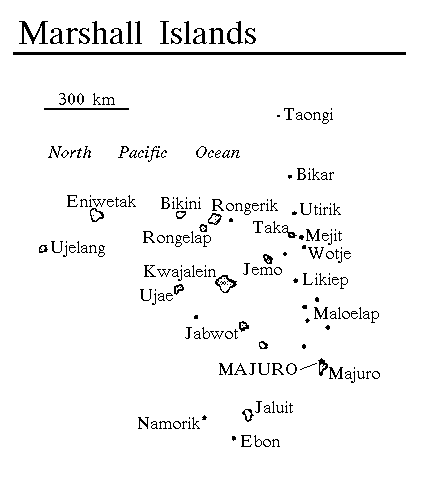 Marshall Islands
300 km
Taongi
North Pacific Ocean
Bikar
Eniwetak
Bikini
Rongerik
Utirik
Rongelap
Taka
Mejit
Ujelang
Wotje
Kwajalein
Jemo
Likiep
Ujae
Maloelap
Jabwot
MAJURO
Majuro
Jaluit
Namorik
Ebon